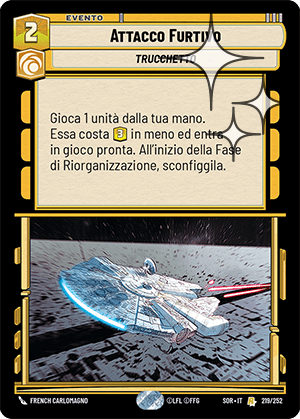 2
EVENTO
ATTACCO FURTIVO
TRUCCHETTO
Gioca 1 unità dalla tua mano.
Essa costa 3 in meno ed entra
in gioco pronta. All'inizio della Fase
di Riorganizzazione, sconfiggila.
FRENCH CARLOMAGNO
©LFL ©FFG
SOR • IT R 219/252